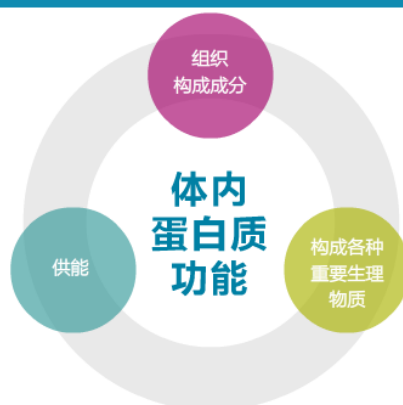 组织
构成成分
体内
蛋白质
功能
供能
构成各种
重要生理
物质